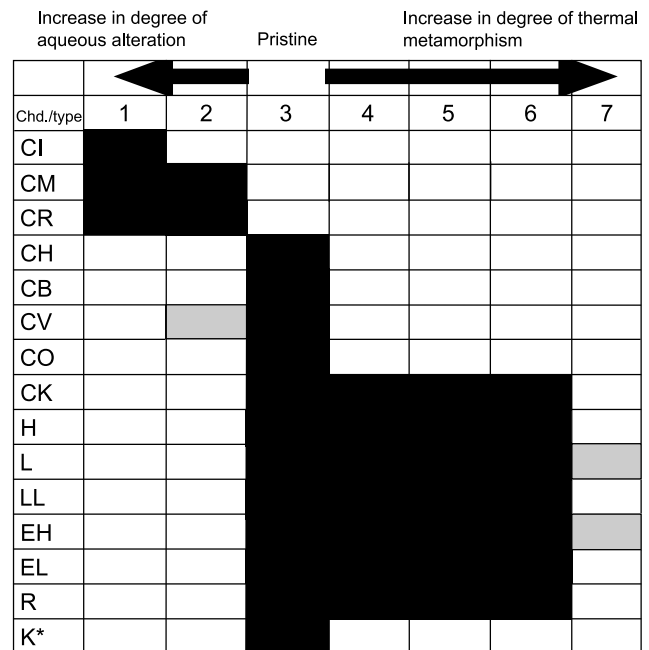 Increase in degree of
aqueous alteration
Pristine
Increase in degree of thermal
metamorphism
Chd./type 1 2 3 4 5 6 7
CI
CM
CR
CH
CB
CV
CO
CK
H
L
LL
EH
EL
R
K*